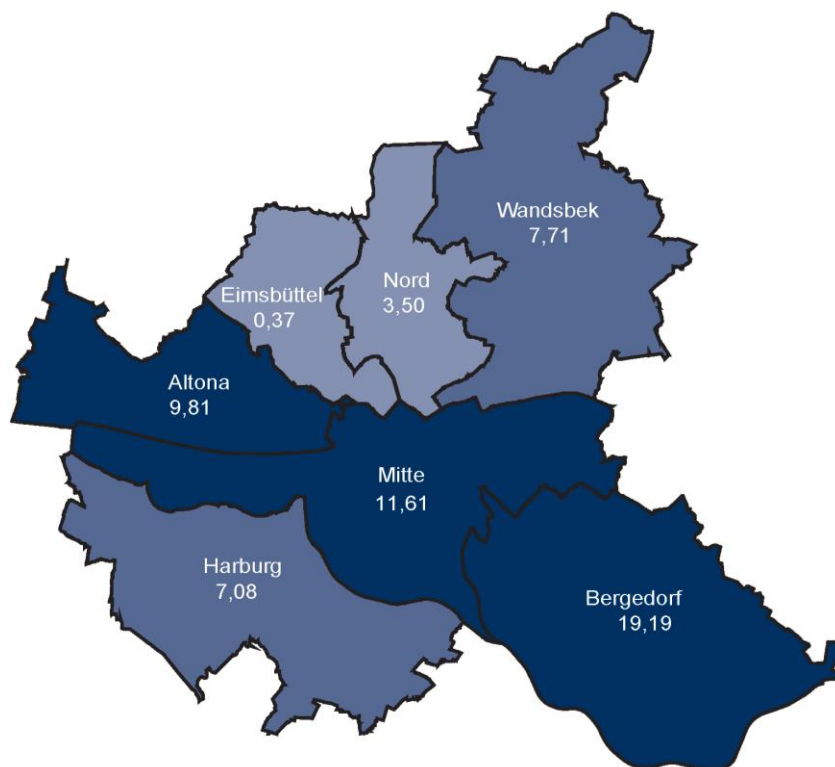 Wandsbek
7,71
Nord
3,50
Eimsbüttel
0,37
Altona
9,81
Mitte
11,61
Harburg
7,08
Bergedorf
19,19